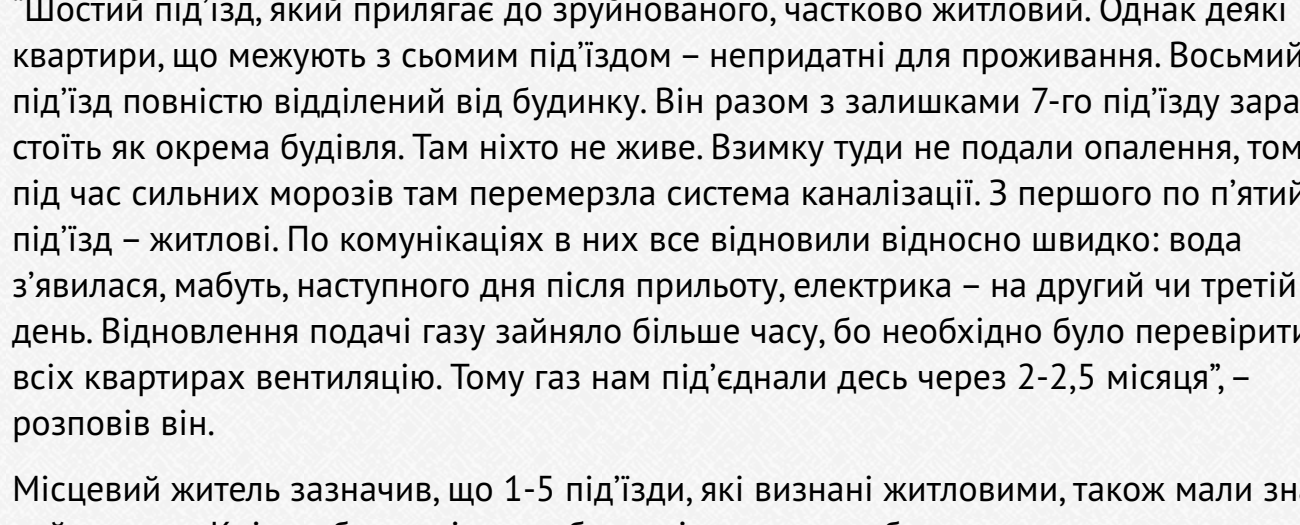 "Шостий під’їзд, який прилягає до зруйнованого, частково житловий. Однак деякі
квартири, що межують з сьомим під’їздом – непридатні для проживання. Восьмий
під’їзд повністю відділений від будинку. Він разом з залишками 7-го під’їзду зара
стоїть як окрема будівля. Там ніхто не живе. Взимку туди не подали опалення, том
під час сильних морозів там перемерзла система каналізації. З першого по п’ятий
під’їзд – житлові. По комунікаціях в них все відновили відносно швидко: вода
з’явилася, мабуть, наступного дня після прильоту, електрика – на другий чи третій
день. Відновлення подачі газу зайняло більше часу, бо необхідно було перевірити
всіх квартирах вентиляцію. Тому газ нам під’єднали десь через 2-2,5 місяця”, –
розповів він.
Місцевий житель зазначив, що 1-5 під’їзди, які визнані житловими, також мали зна